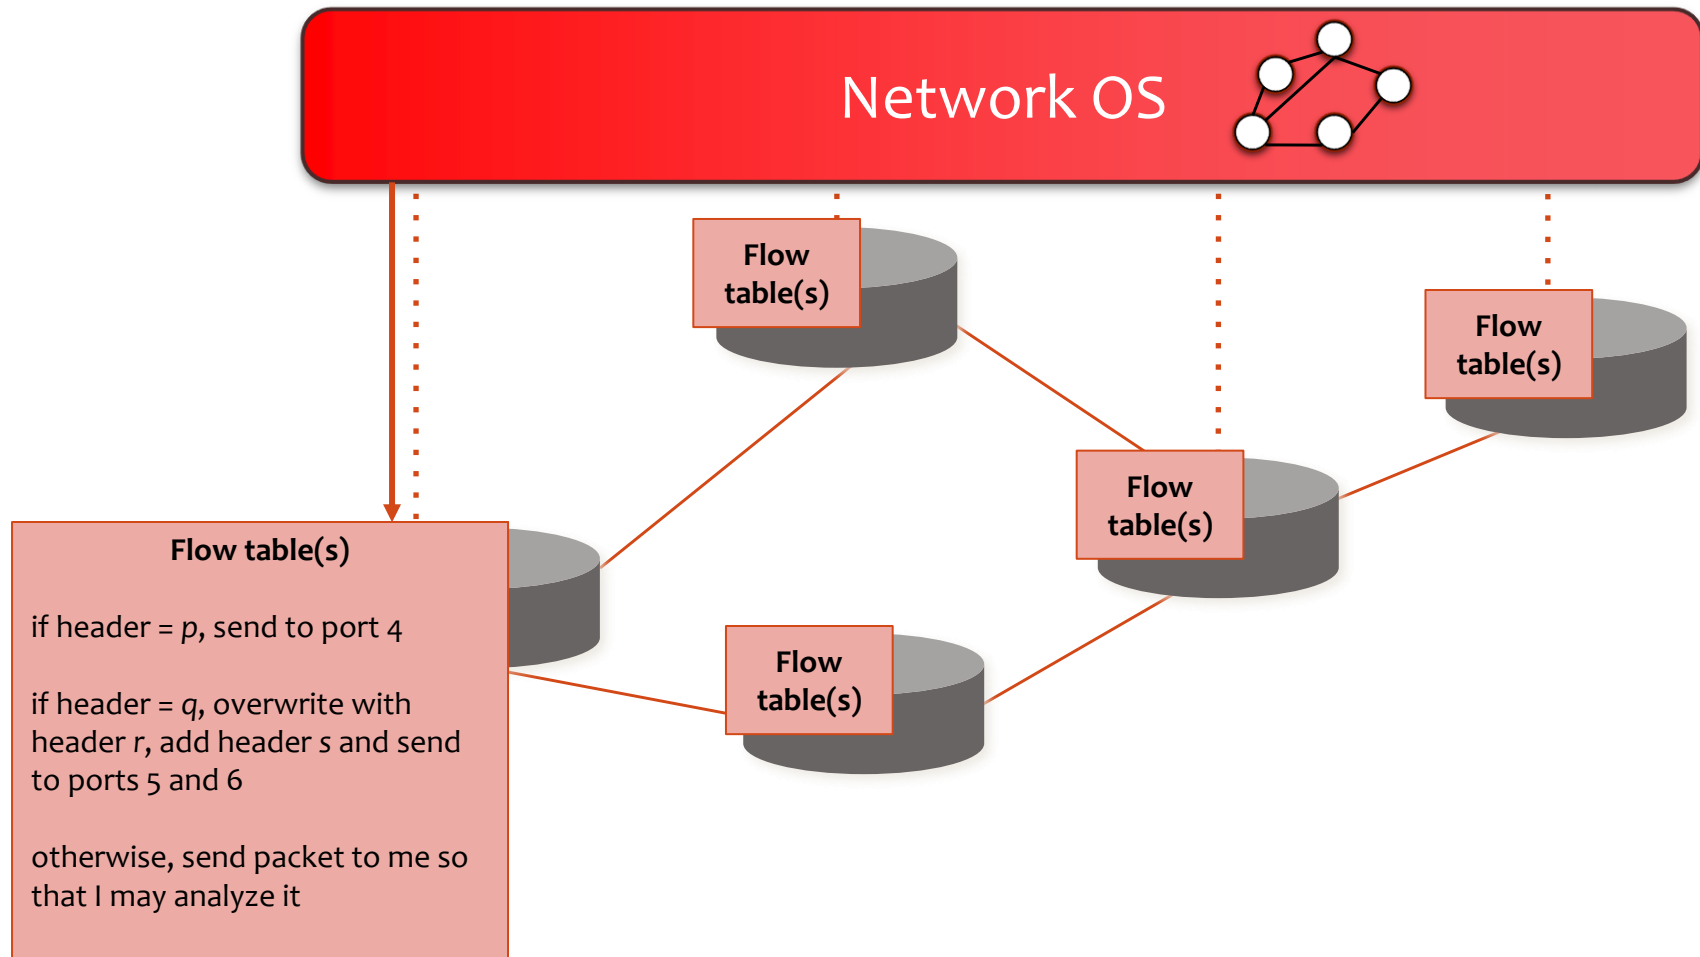 Network OS
Flow
table(s)
Flow
table(s)
Flow
table(s)
Flow table(s)
if header = p, send to port 4
if header = q, overwrite with
header r, add header s and send
to ports 5 and 6
otherwise, send packet to me so
that I may analyze it
Flow
table(s)